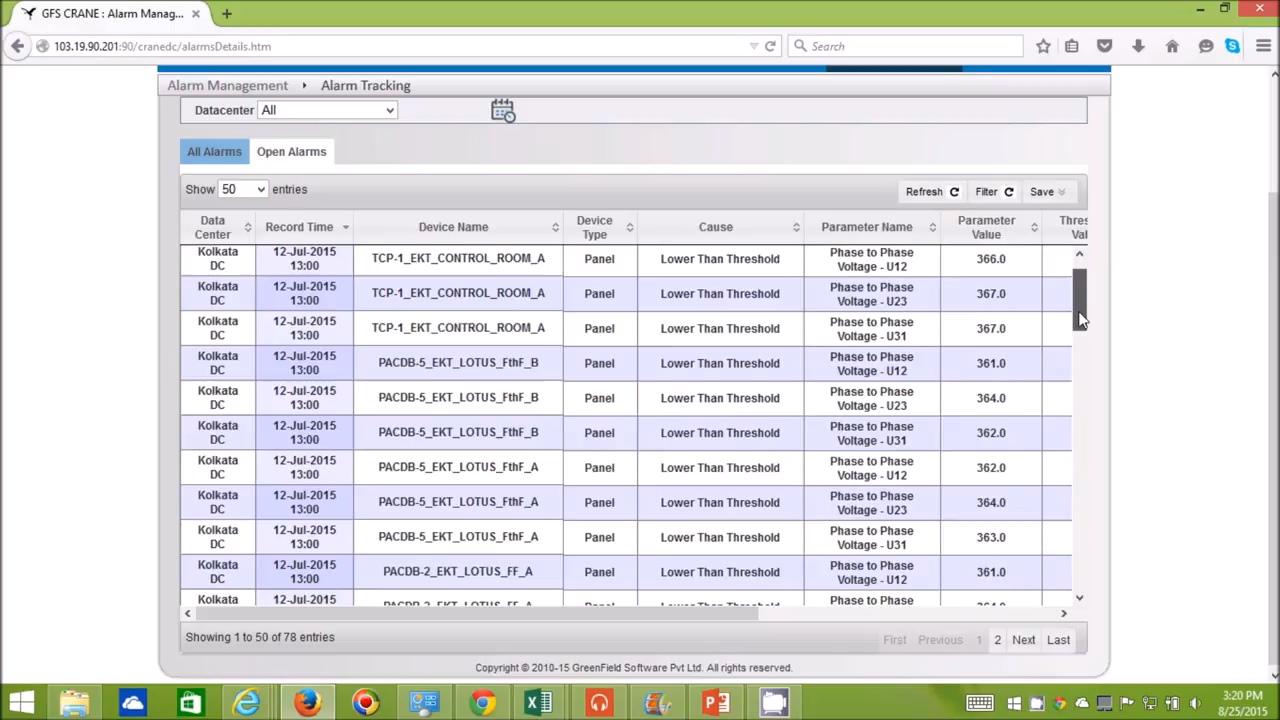 GFS CRANE : Alarm Manag...
103.19.90.201:90/cranedc/alarmsDetails.htm
Search
Alarm Management
Alarm Tracking
Datacenter All
All Alarms Open Alarms
Show 50 entries
Refresh Filter Save
Data Center Record Time Device Name Device Type Cause Parameter Name Parameter Value Thres Val
Kolkata DC 12-Jul-2015 13:00 TCP-1_EKT_CONTROL_ROOM_A Panel Lower Than Threshold Phase to Phase Voltage - U12 366.0
Kolkata DC 12-Jul-2015 13:00 TCP-1_EKT_CONTROL_ROOM_A Panel Lower Than Threshold Phase to Phase Voltage - U23 367.0
Kolkata DC 12-Jul-2015 13:00 TCP-1_EKT_CONTROL_ROOM_A Panel Lower Than Threshold Phase to Phase Voltage - U31 367.0
Kolkata DC 12-Jul-2015 13:00 PACDB-5_EKT_LOTUS_FthF_B Panel Lower Than Threshold Phase to Phase Voltage - U12 361.0
Kolkata DC 12-Jul-2015 13:00 PACDB-5_EKT_LOTUS_FthF_B Panel Lower Than Threshold Phase to Phase Voltage - U23 364.0
Kolkata DC 12-Jul-2015 13:00 PACDB-5_EKT_LOTUS_FthF_B Panel Lower Than Threshold Phase to Phase Voltage - U31 362.0
Kolkata DC 12-Jul-2015 13:00 PACDB-5_EKT_LOTUS_FthF_A Panel Lower Than Threshold Phase to Phase Voltage - U12 362.0
Kolkata DC 12-Jul-2015 13:00 PACDB-5_EKT_LOTUS_FthF_A Panel Lower Than Threshold Phase to Phase Voltage - U23 364.0
Kolkata DC 12-Jul-2015 13:00 PACDB-5_EKT_LOTUS_FthF_A Panel Lower Than Threshold Phase to Phase Voltage - U31 363.0
Kolkata DC 12-Jul-2015 13:00 PACDB-2_EKT_LOTUS_FF_A Panel Lower Than Threshold Phase to Phase Voltage - U12 361.0
Kolkata 12-Jul-2015 Phase to Phase
Showing 1 to 50 of 78 entries
First Previous 1 2 Next Last
Copyright © 2010-15 GreenField Software Pvt Ltd. All rights reserved.
3:20 PM
8/25/2015